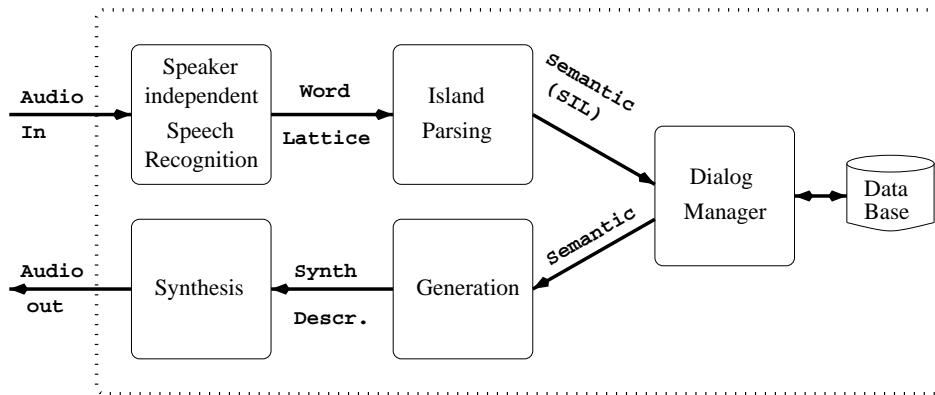 Audio
In
Speaker
independent
Speech
Recognition
Word
Lattice
Island
Parsing
Semantic
(SIL)
Dialog
Manager
Data
Base
Semantic
Generation
Synth
Descr.
Synthesis
Audio
out